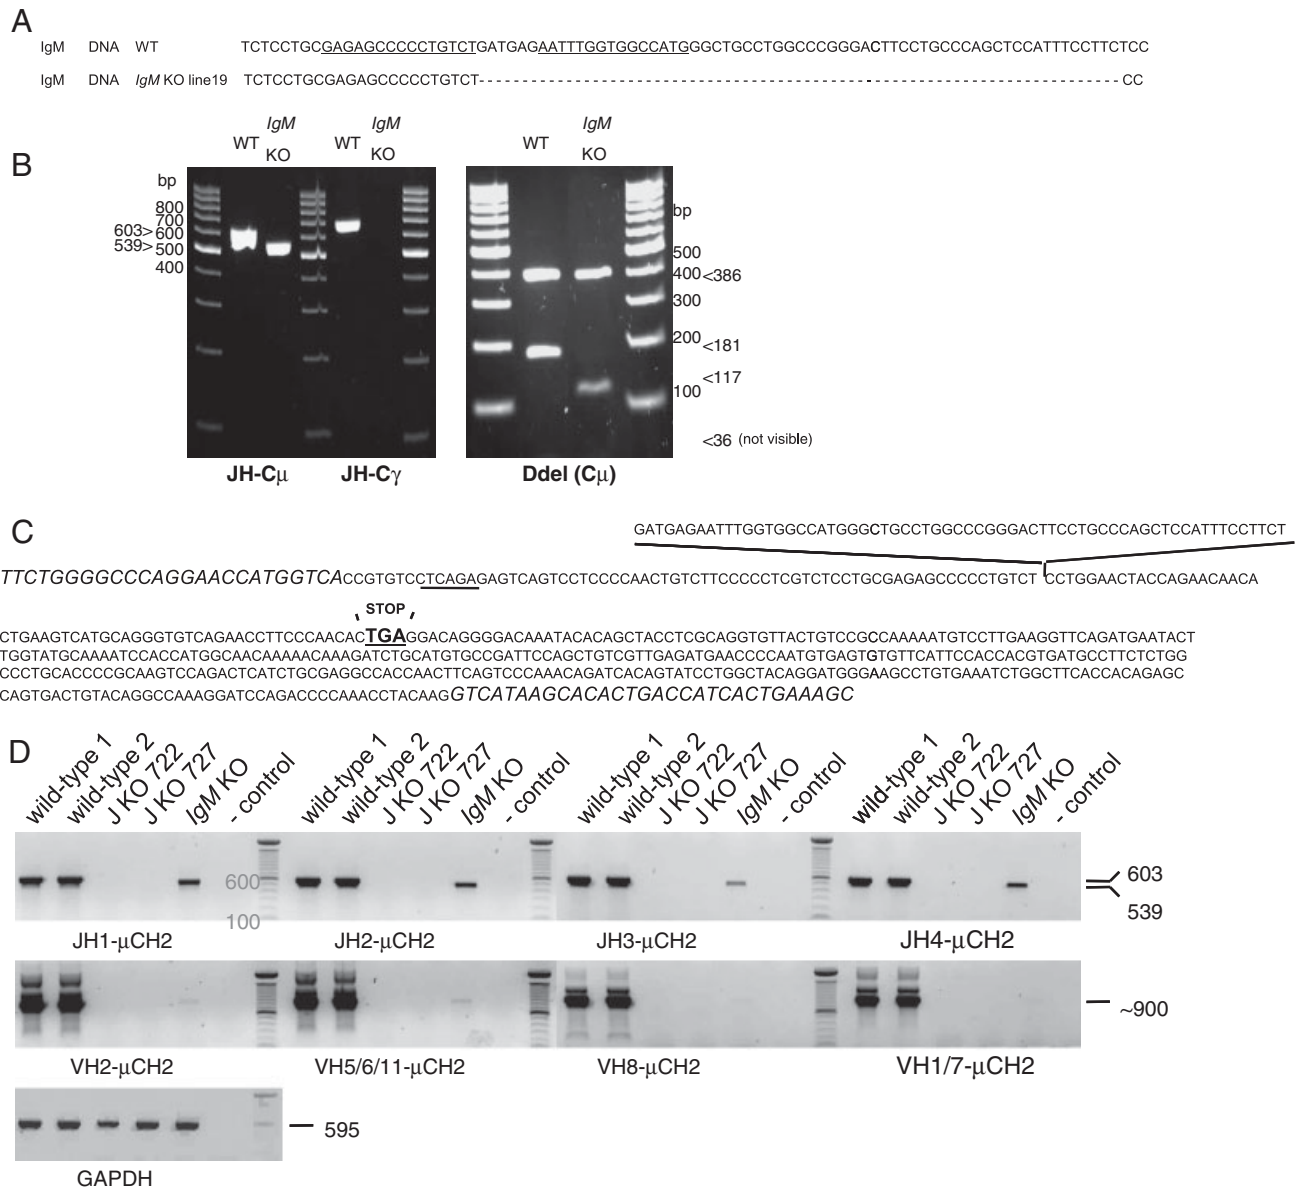 A
IgM DNA WT TCTCCTGCGAGAGCCCCCTGTCTGATGAGAATTTGGTGGCCATGGGCTGCCTGGCCCGGGACTTCCTGCCCAGCTCCATTTCCTTCTCC
IgM DNA IgM KO line19 TCTCCTGCGAGAGCCCCCTGTCT----------------------------------------------------------------CC
B
WT IgM KO WT IgM KO
bp
800
700
603> 600
539> 500
400
JH-Cμ JH-Cγ
WT IgM KO
bp
500
400 <386
300
200 <181
<117
100
<36 (not visible)
DdeI (Cμ)
C
GATGAGAATTTGGTGGCCATGGGCTGCCTGGCCCGGGACTTCCTGCCCAGCTCCATTTCCTTCT
TTCTGGGGCCCAGGAACCATGGTCACCGTGTCCTCAGAGAGTCAGTCCTCCCCAACTGTCTTCCCCCTCGTCTCCTGCGAGAGCCCCCTGTCT CCTGGAACTACCAGAACAACA
STOP
CTGAAGTCATGCAGGGTGTCAGAACCTTCCCAACACTGAGGACAGGGGACAAATACACAGCTACCTCGCAGGTGTTACTGTCCGCCAAAAATGTCCTTGAAGGTTCAGATGAATACT
TGGTATGCAAAATCCACCATGGCAACAAAAACAAAGATCTGCATGTGCCGATTCCAGCTGTCGTTGAGATGAACCCCAATGTGAGTGTGTTCATTCCACCACGTGATGCCTTCTCTGG
CCCTGCACCCCGCAAGTCCAGACTCATCTGCGAGGCCACCAACTTCAGTCCCAAACAGATCACAGTATCCTGGCTACAGGATGGGAAGCCTGTGAAATCTGGCTTCACCACAGAGC
CAGTGACTGTACAGGCCAAAGGATCCAGACCCCAAACCTACAAGGTCATAAGCACACTGACCATCACTGAAAGC
D
wild-type 1 wild-type 2 J KO 722 J KO 727 IgM KO - control wild-type 1 wild-type 2 J KO 722 J KO 727 IgM KO - control wild-type 1 wild-type 2 J KO 722 J KO 727 IgM KO - control wild-type 1 wild-type 2 J KO 722 J KO 727 IgM KO - control
600
100
603
539
JH1-μCH2 JH2-μCH2 JH3-μCH2 JH4-μCH2
~900
VH2-μCH2 VH5/6/11-μCH2 VH8-μCH2 VH1/7-μCH2
595
GAPDH